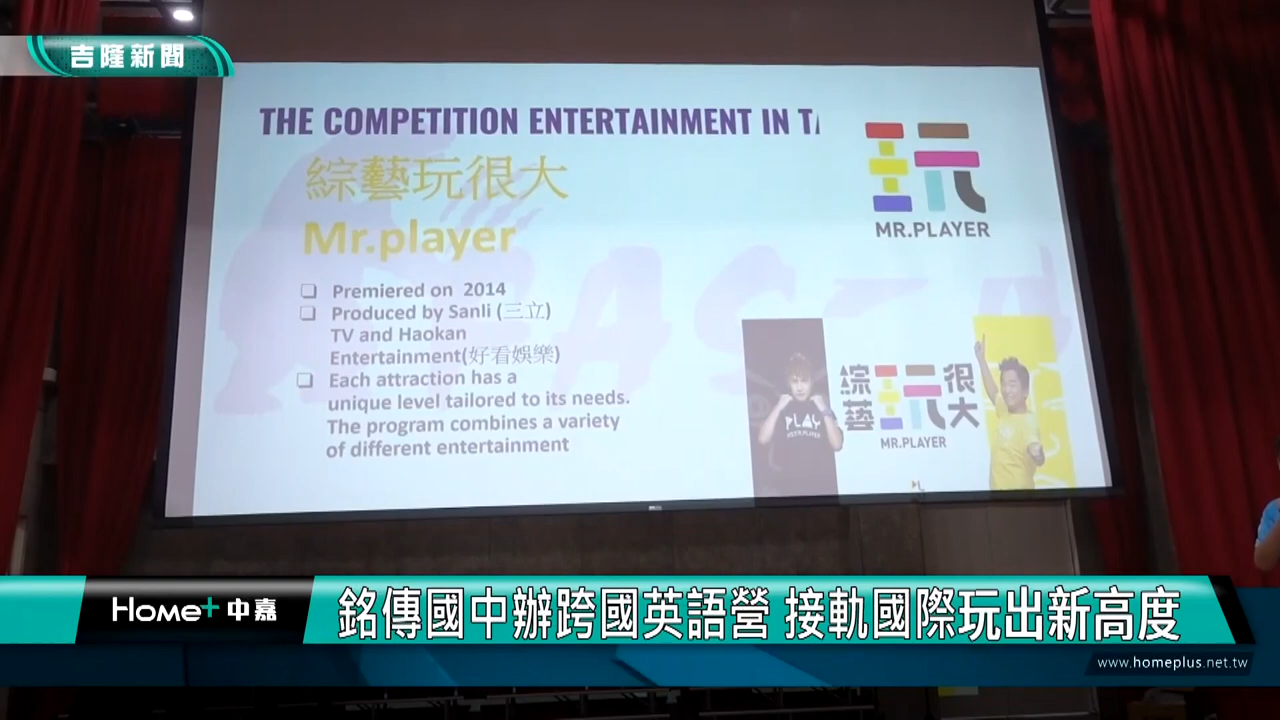 吉隆新聞
THE COMPETITION ENTERTAINMENT IN TA
綜藝玩很大
Mr.player
玩
MR.PLAYER
❑ Premiered on 2014
❑ Produced by Sanli (三立)
TV and Haokan
Entertainment(好看娛樂)
❑ Each attraction has a
unique level tailored to its needs.
The program combines a variety
of different entertainment
PLAY
綜藝玩很大
MR.PLAYER
Home+中嘉
銘傳國中辦跨國英語營 接軌國際玩出新高度
www.homeplus.net.tw